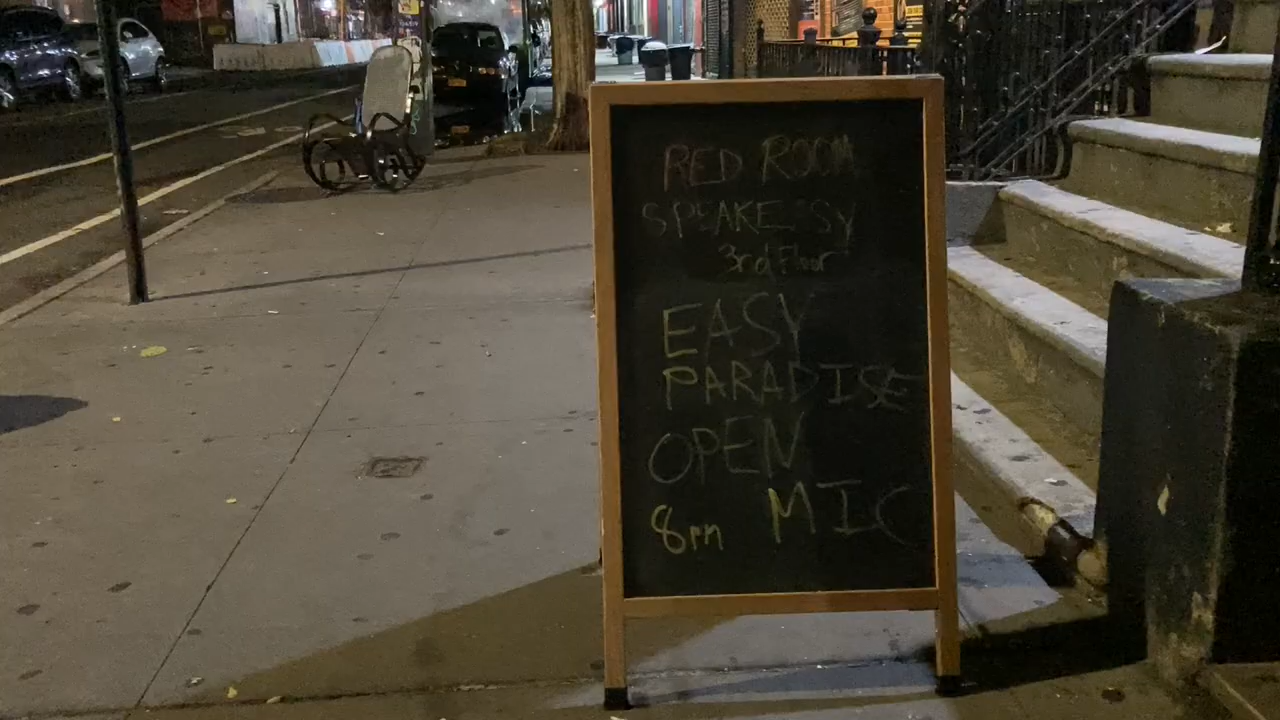 RED ROOM
SPEAKEASY
3rd Floor
EASY
PARADISE
OPEN
8pm MIC